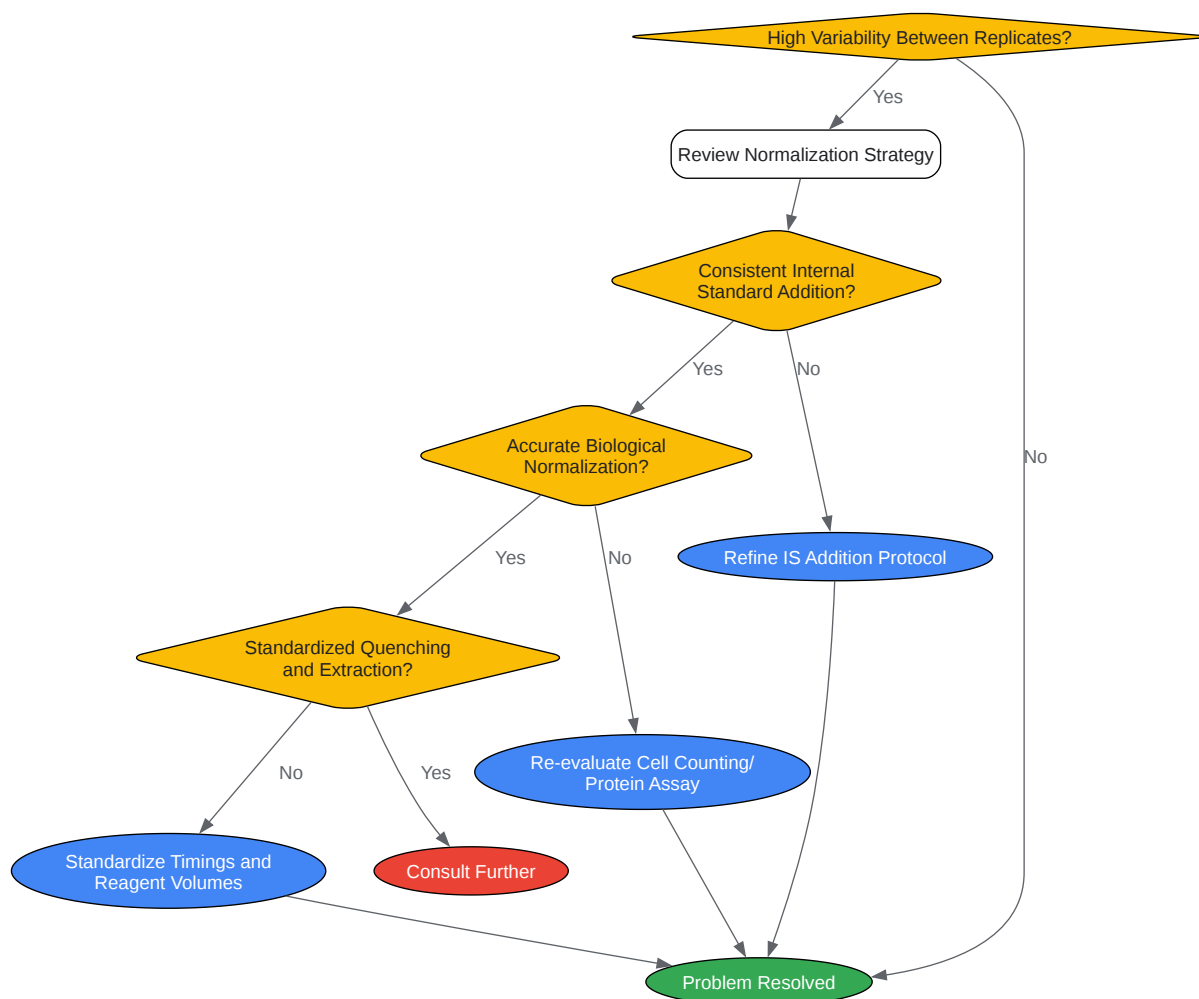 High Variability Between Replicates?
Yes
Review Normalization Strategy
Consistent Internal
Standard Addition?
Yes
No
Accurate Biological
Normalization?
No
Yes
No
Refine IS Addition Protocol
Standardized Quenching
and Extraction?
No
Yes
Re-evaluate Cell Counting/
Protein Assay
Standardize Timings and
Reagent Volumes
Consult Further
Problem Resolved